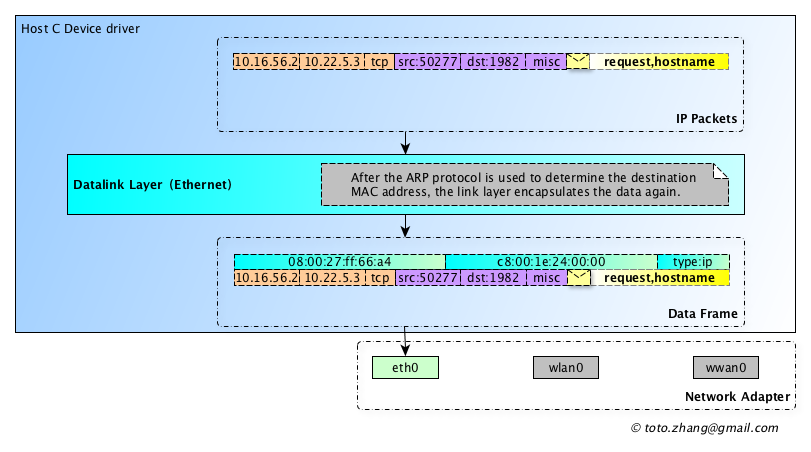 Host C Device driver
10.16.56.2 10.22.5.3 tcp src:50277 dst:1982 misc request,hostname
IP Packets
Datalink Layer (Ethernet)
After the ARP protocol is used to determine the destination
MAC address, the link layer encapsulates the data again.
08:00:27:ff:66:a4 c8:00:1e:24:00:00 type:ip
10.16.56.2 10.22.5.3 tcp src:50277 dst:1982 misc request,hostname
Data Frame
eth0 wlan0 wwan0
Network Adapter
© toto.zhang@gmail.com